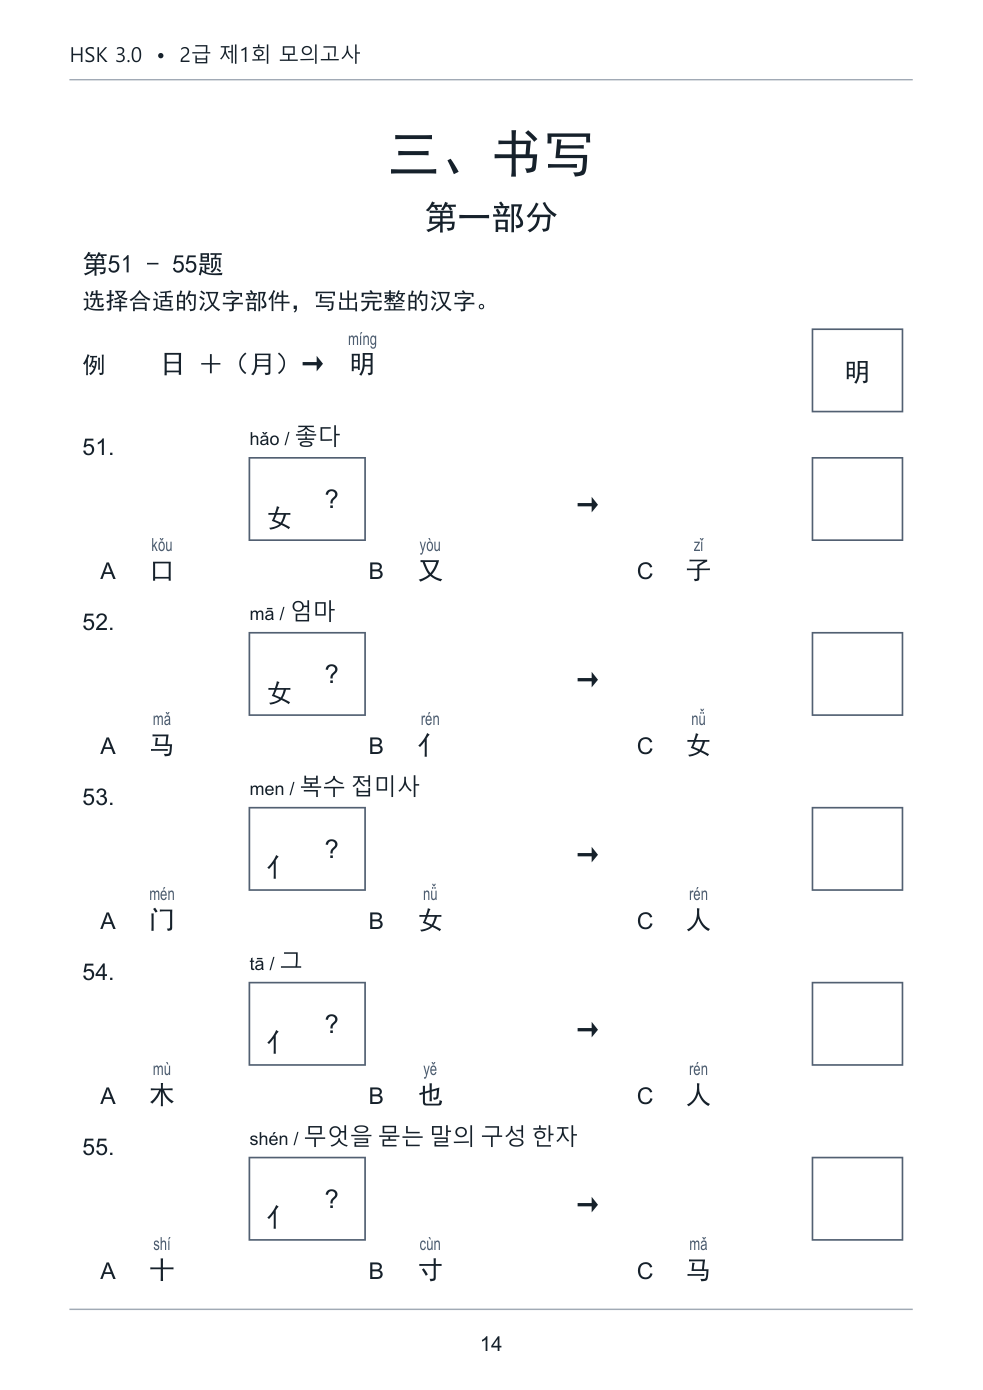 HSK 3.0 • 2급 제1회 모의고사
三、书写
第一部分
第51 － 55题
选择合适的汉字部件，写出完整的汉字。
míng
例 日 ＋（月）➞ 明
明
51. hǎo / 좋다
女 ? ➞
kǒu yòu zǐ
A 口 B 又 C 子
52. mā / 엄마
女 ? ➞
mǎ rén nǚ
A 马 B 亻 C 女
53. men / 복수 접미사
亻 ? ➞
mén nǚ rén
A 门 B 女 C 人
54. tā / 그
亻 ? ➞
mù yě rén
A 木 B 也 C 人
55. shén / 무엇을 묻는 말의 구성 한자
亻 ? ➞
shí cùn mǎ
A 十 B 寸 C 马
14